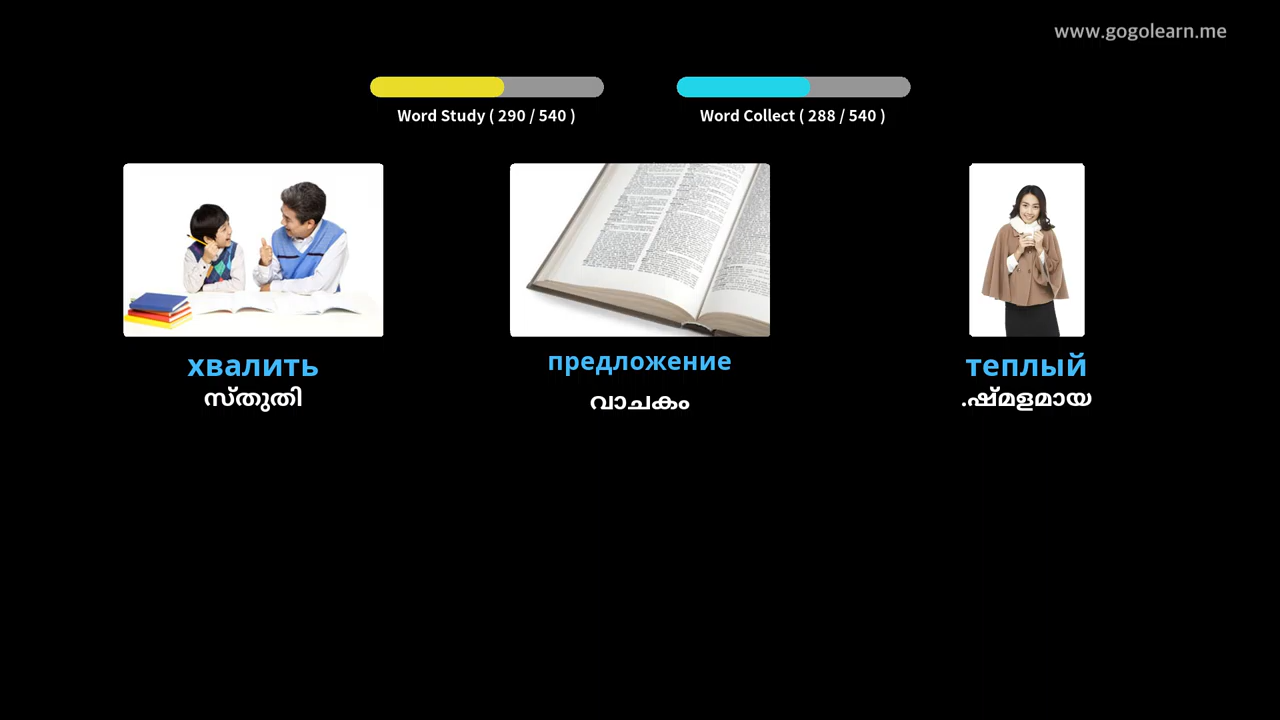 www.gogolearn.me
Word Study ( 290 / 540 )
Word Collect ( 288 / 540 )
хвалить
സ്തുതി
предложение
വാചകം
теплый
.ഷ്മളമായ